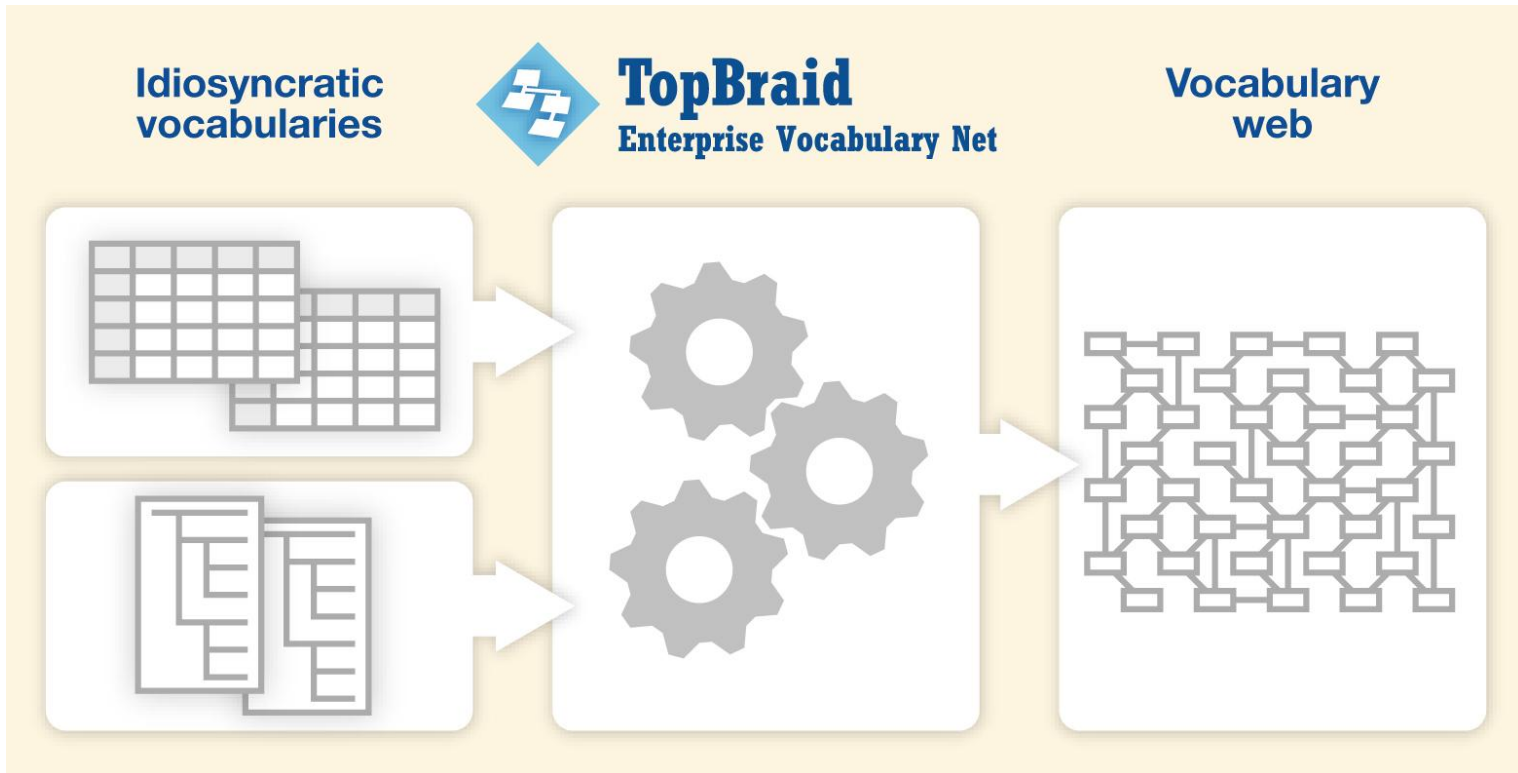 Idiosyncratic
vocabularies
TopBraid
Enterprise Vocabulary Net
Vocabulary
web